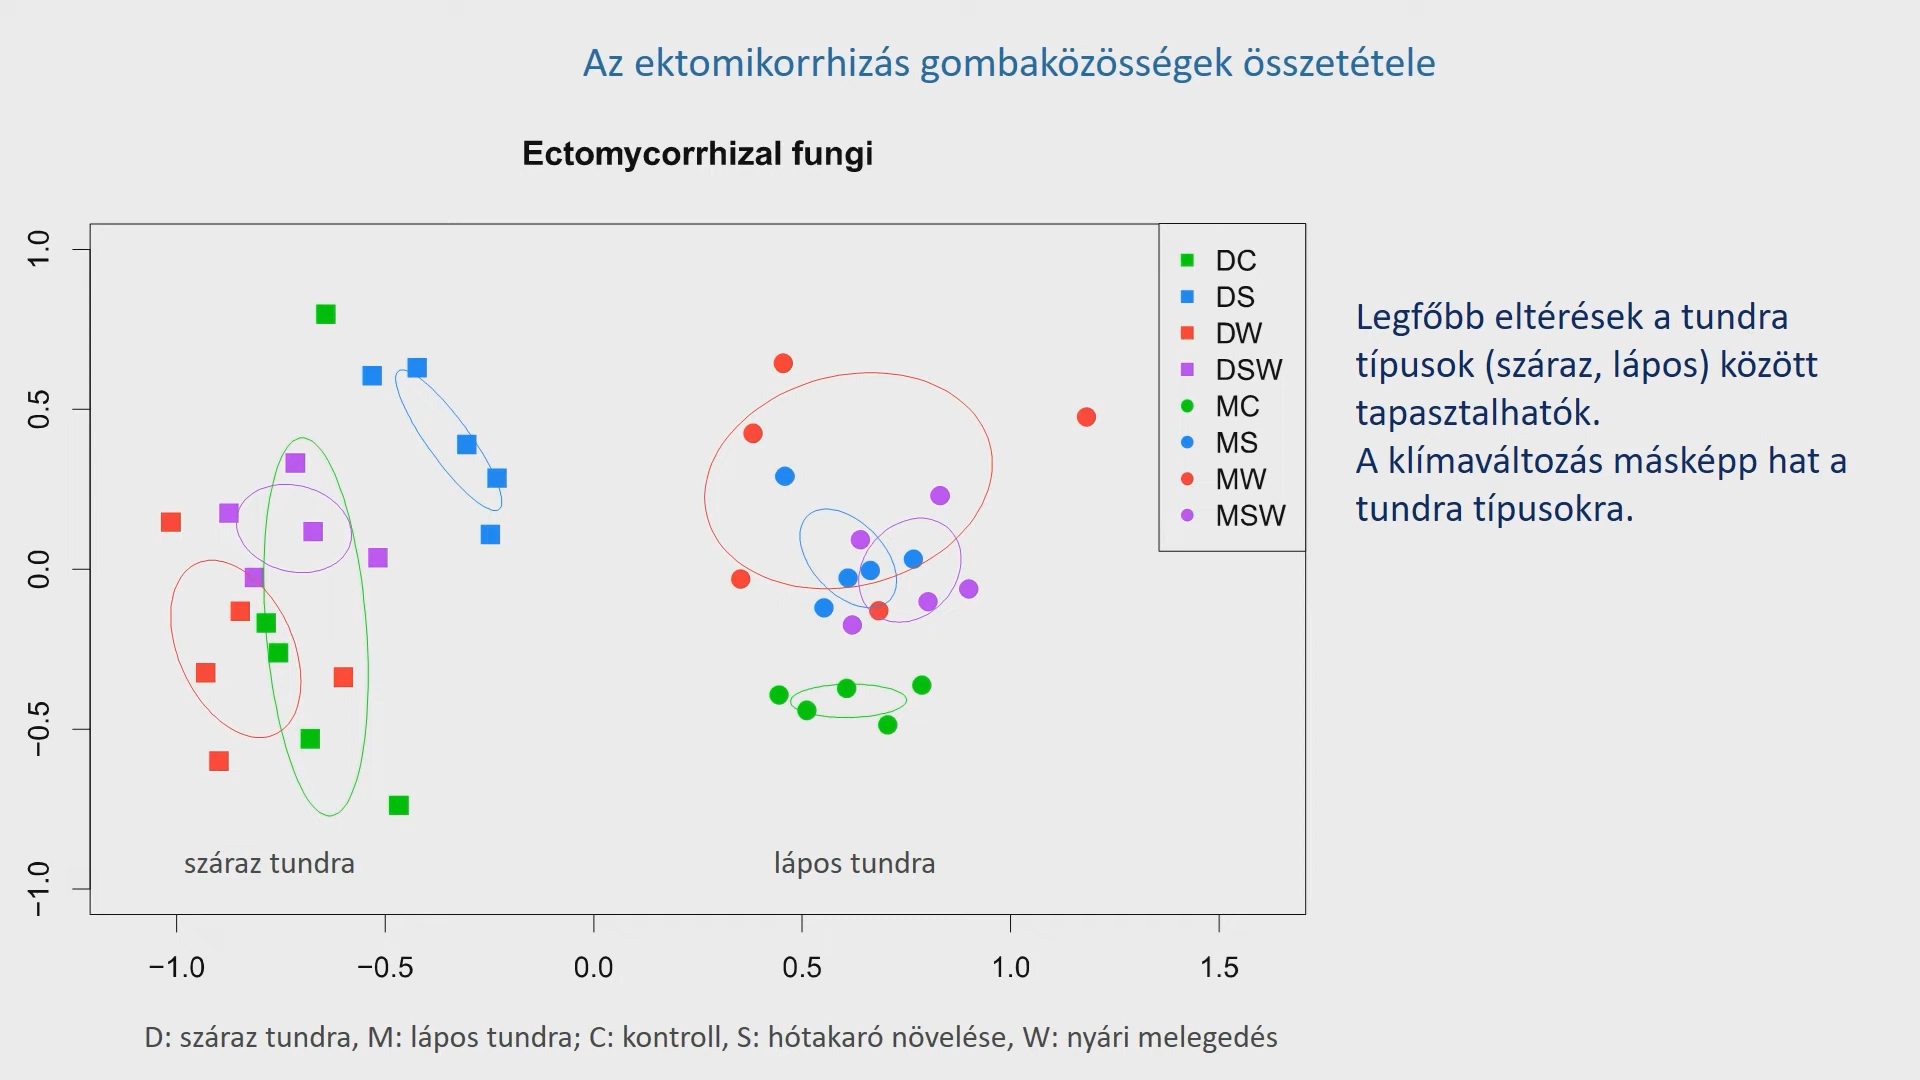 Az ektomikorrhizás gombaközösségek összetétele
Ectomycorrhizal fungi
1.0
0.5
0.0
−0.5
−1.0
DC
DS
DW
DSW
MC
MS
MW
MSW
Legfőbb eltérések a tundra
típusok (száraz, lápos) között
tapasztalhatók.
A klímaváltozás másképp hat a
tundra típusokra.
száraz tundra
lápos tundra
−1.0 −0.5 0.0 0.5 1.0 1.5
D: száraz tundra, M: lápos tundra; C: kontroll, S: hótakaró növelése, W: nyári melegedés